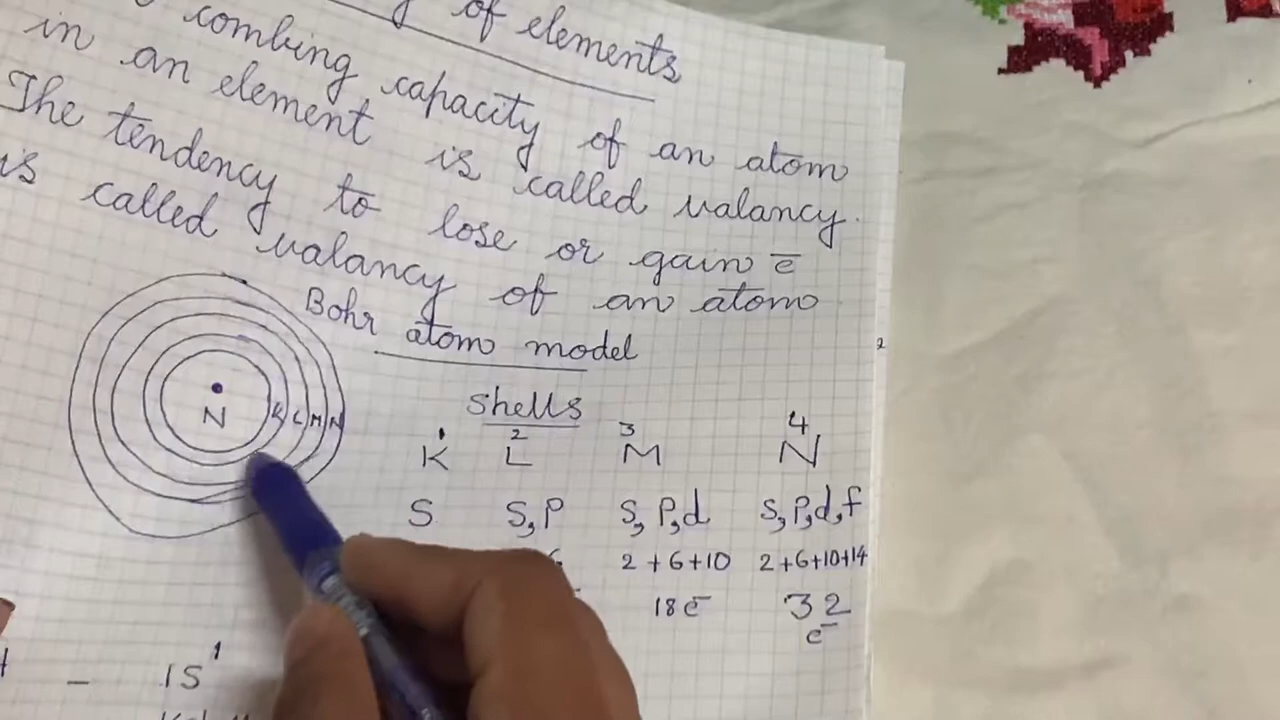 of elements
combing capacity of an atom
in an element is called valancy.
The tendency to lose or gain e̅
is called valancy of an atom
Bohr atom model
Shells
1 2 3 4
K L M N
N K L M N
S S,P S,P,d S,P,d,f
2+6+10 2+6+10+14
18e̅ 32
e̅
- 1S¹